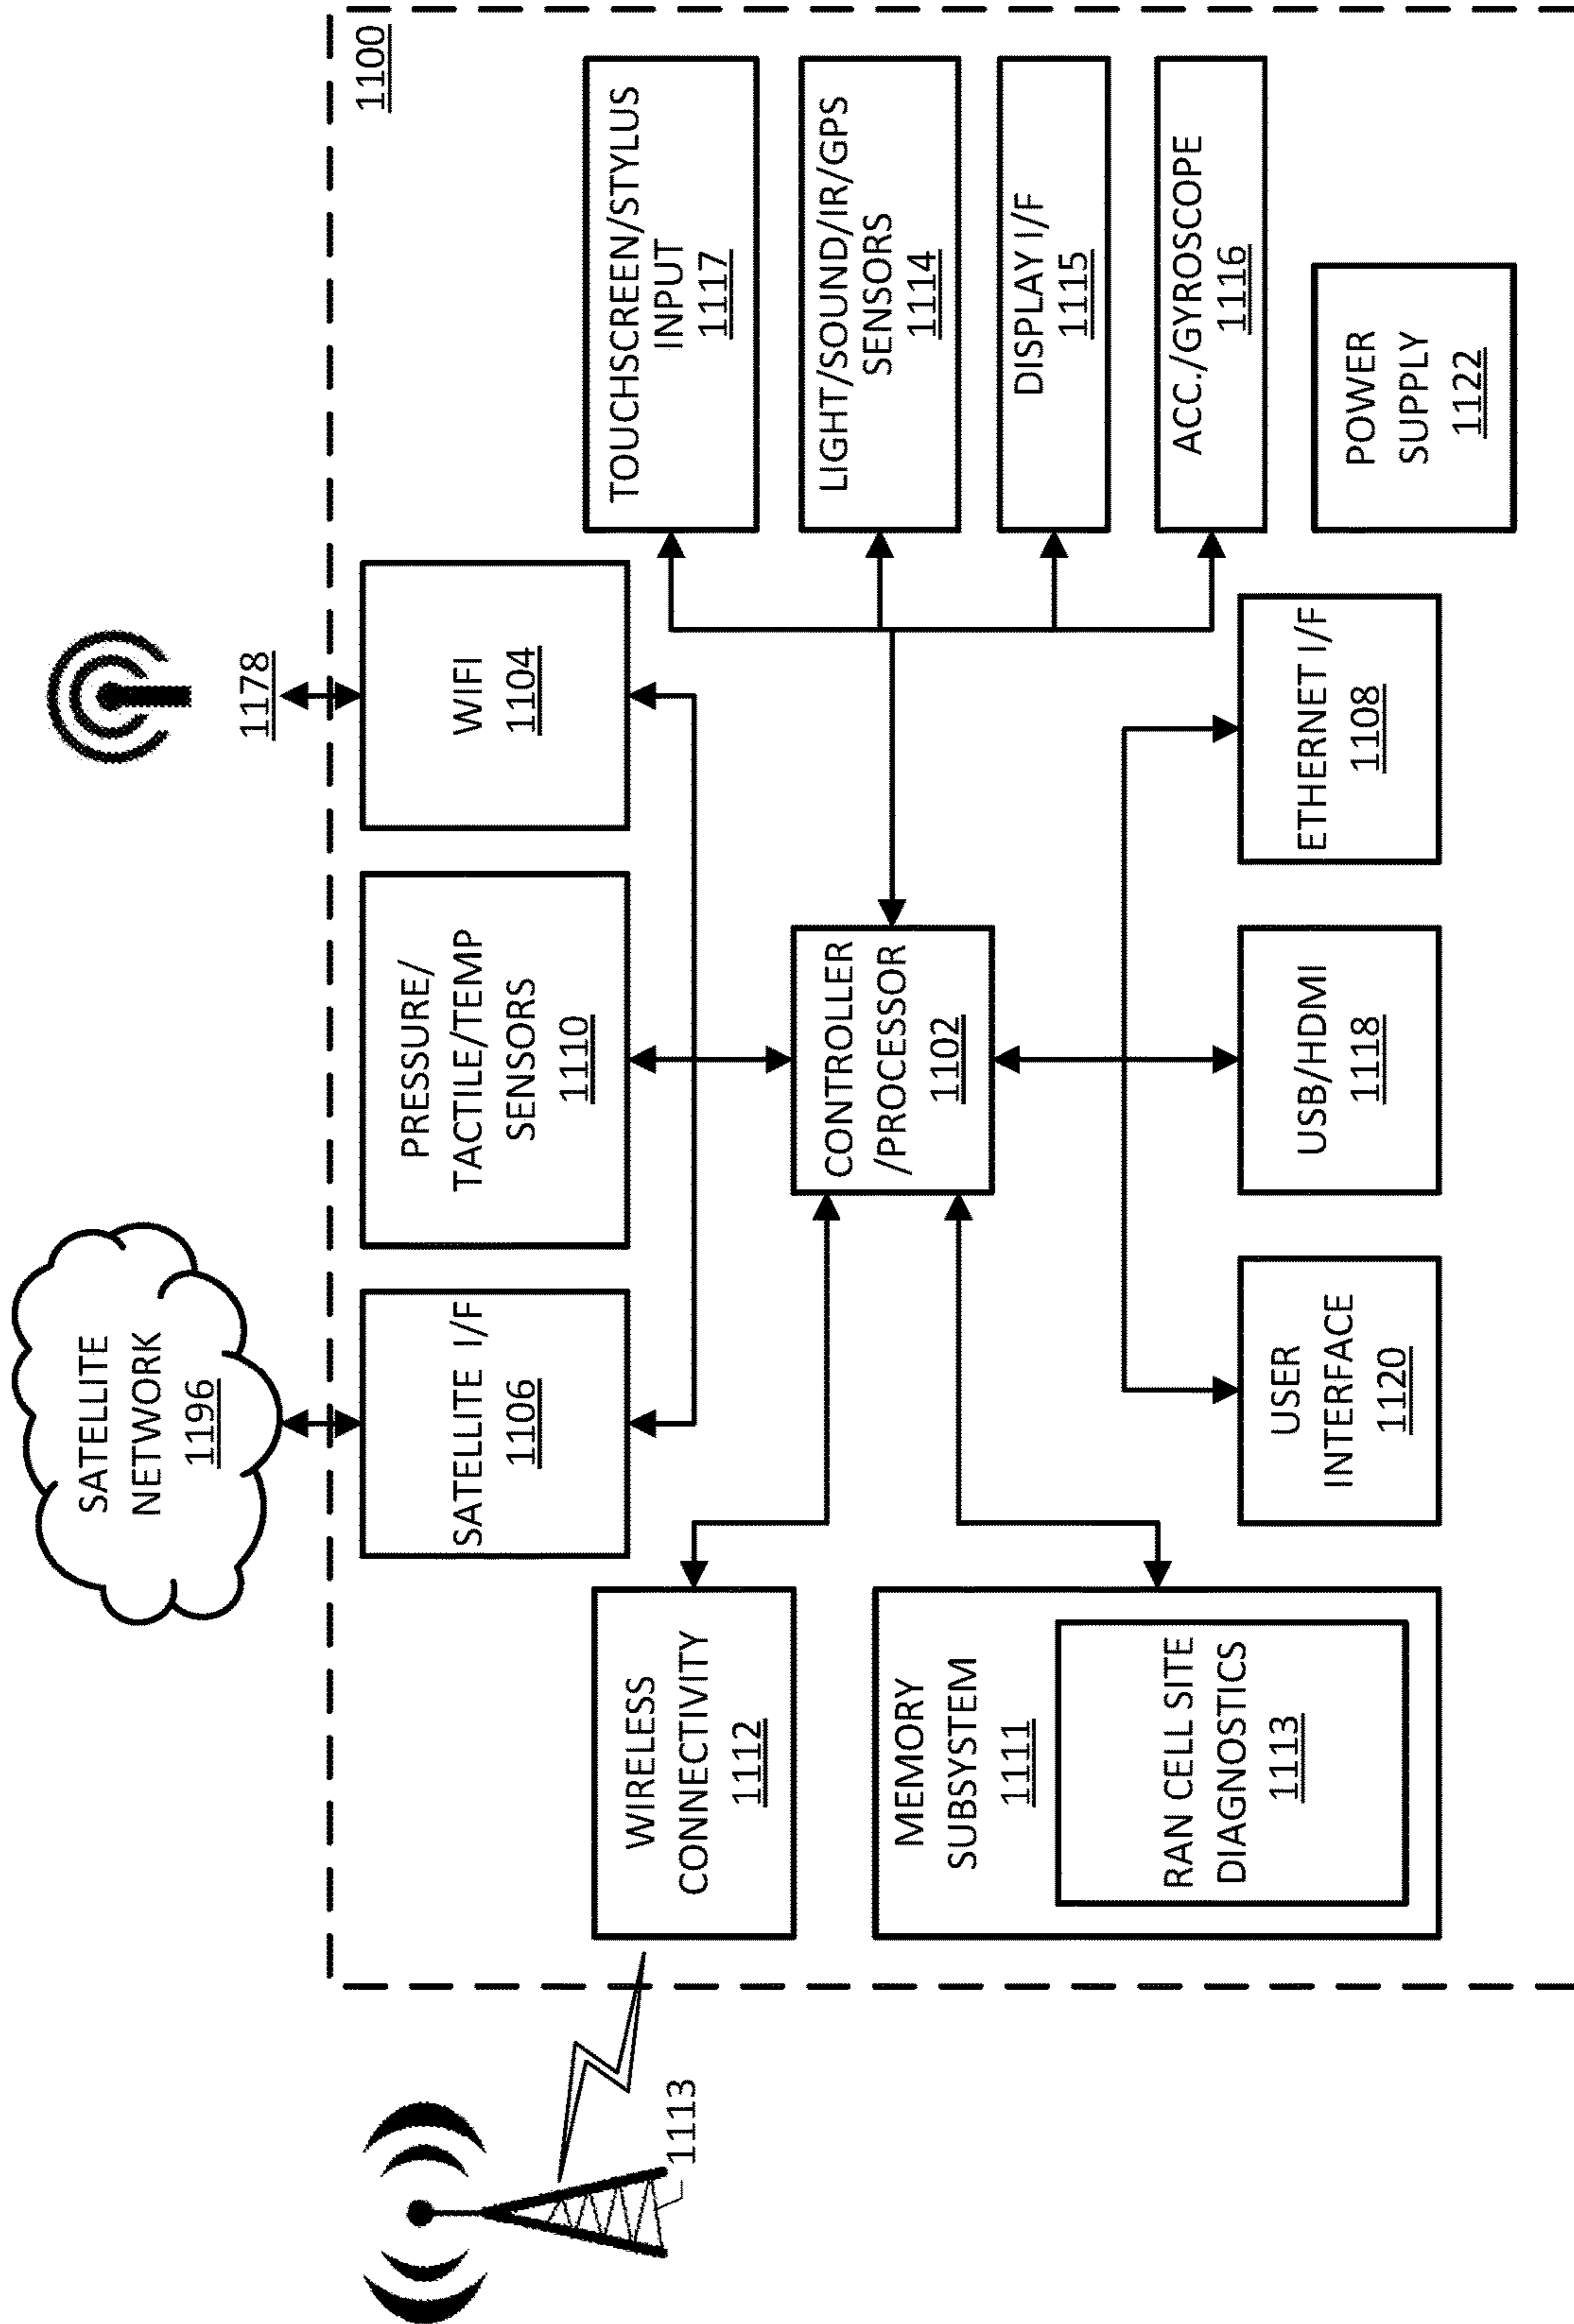 SATELLITE
NETWORK
1196
1178
1100
1113
WIRELESS
CONNECTIVITY
1112
SATELLITE I/F
1106
PRESSURE/
TACTILE/TEMP
SENSORS
1110
WIFI
1104
TOUCHSCREEN/STYLUS
INPUT
1117
LIGHT/SOUND/IR/GPS
SENSORS
1114
DISPLAY I/F
1115
ACC./GYROSCOPE
1116
CONTROLLER
/PROCESSOR
1102
MEMORY
SUBSYSTEM
1111
RAN CELL SITE
DIAGNOSTICS
1113
USER
INTERFACE
1120
USB/HDMI
1118
ETHERNET I/F
1108
POWER
SUPPLY
1122